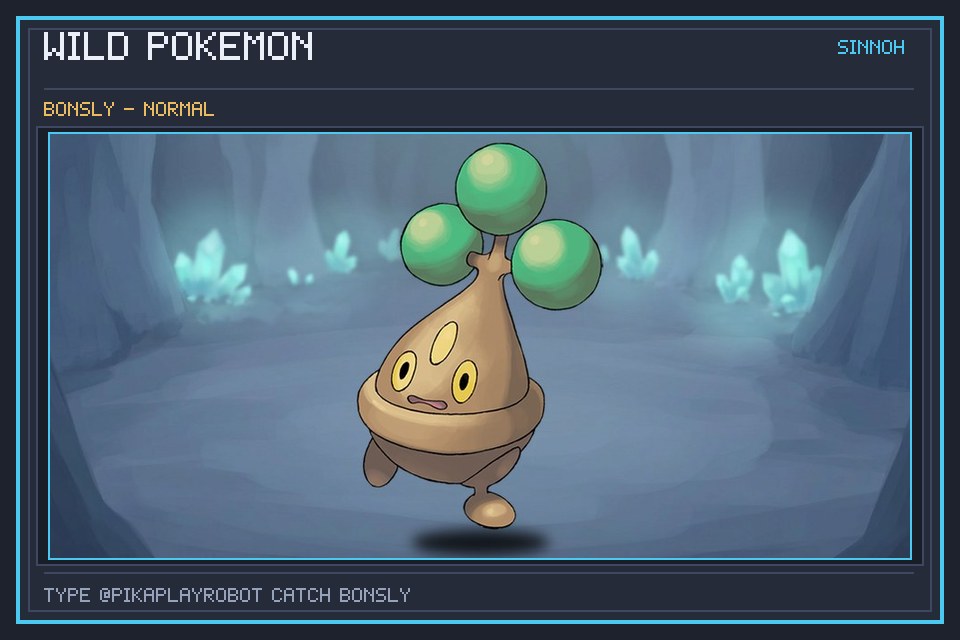 WILD POKEMON
SINNOH
BONSLY - NORMAL
TYPE @PIKAPLAYROBOT CATCH BONSLY